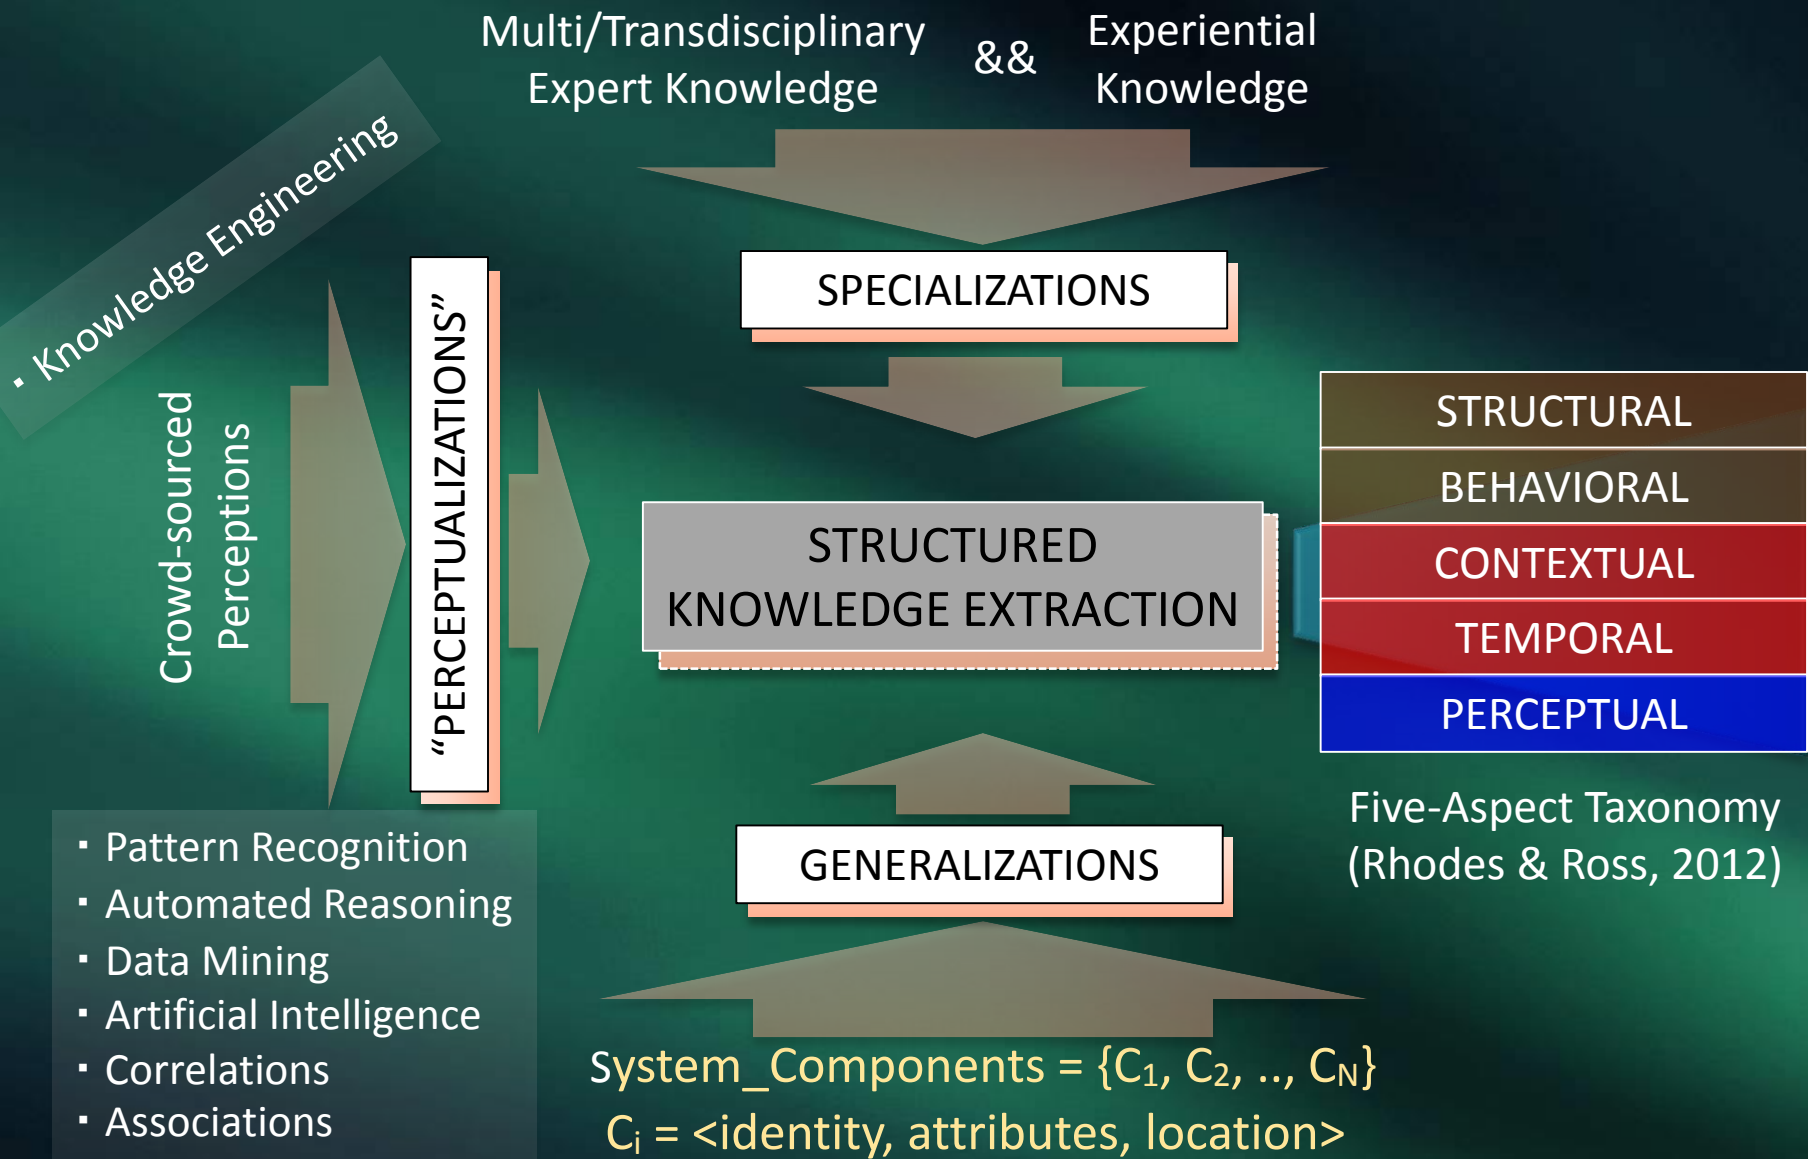 Multi/Transdisciplinary
Expert Knowledge
&&
Experiential
Knowledge
▪ Knowledge Engineering
SPECIALIZATIONS
Crowd-sourced
Perceptions
“PERCEPTUALIZATIONS”
STRUCTURED
KNOWLEDGE EXTRACTION
STRUCTURAL
BEHAVIORAL
CONTEXTUAL
TEMPORAL
PERCEPTUAL
Five-Aspect Taxonomy
(Rhodes & Ross, 2012)
GENERALIZATIONS
▪ Pattern Recognition
▪ Automated Reasoning
▪ Data Mining
▪ Artificial Intelligence
▪ Correlations
▪ Associations
System_Components = {C₁, C₂, .., C_N}
Cᵢ = <identity, attributes, location>